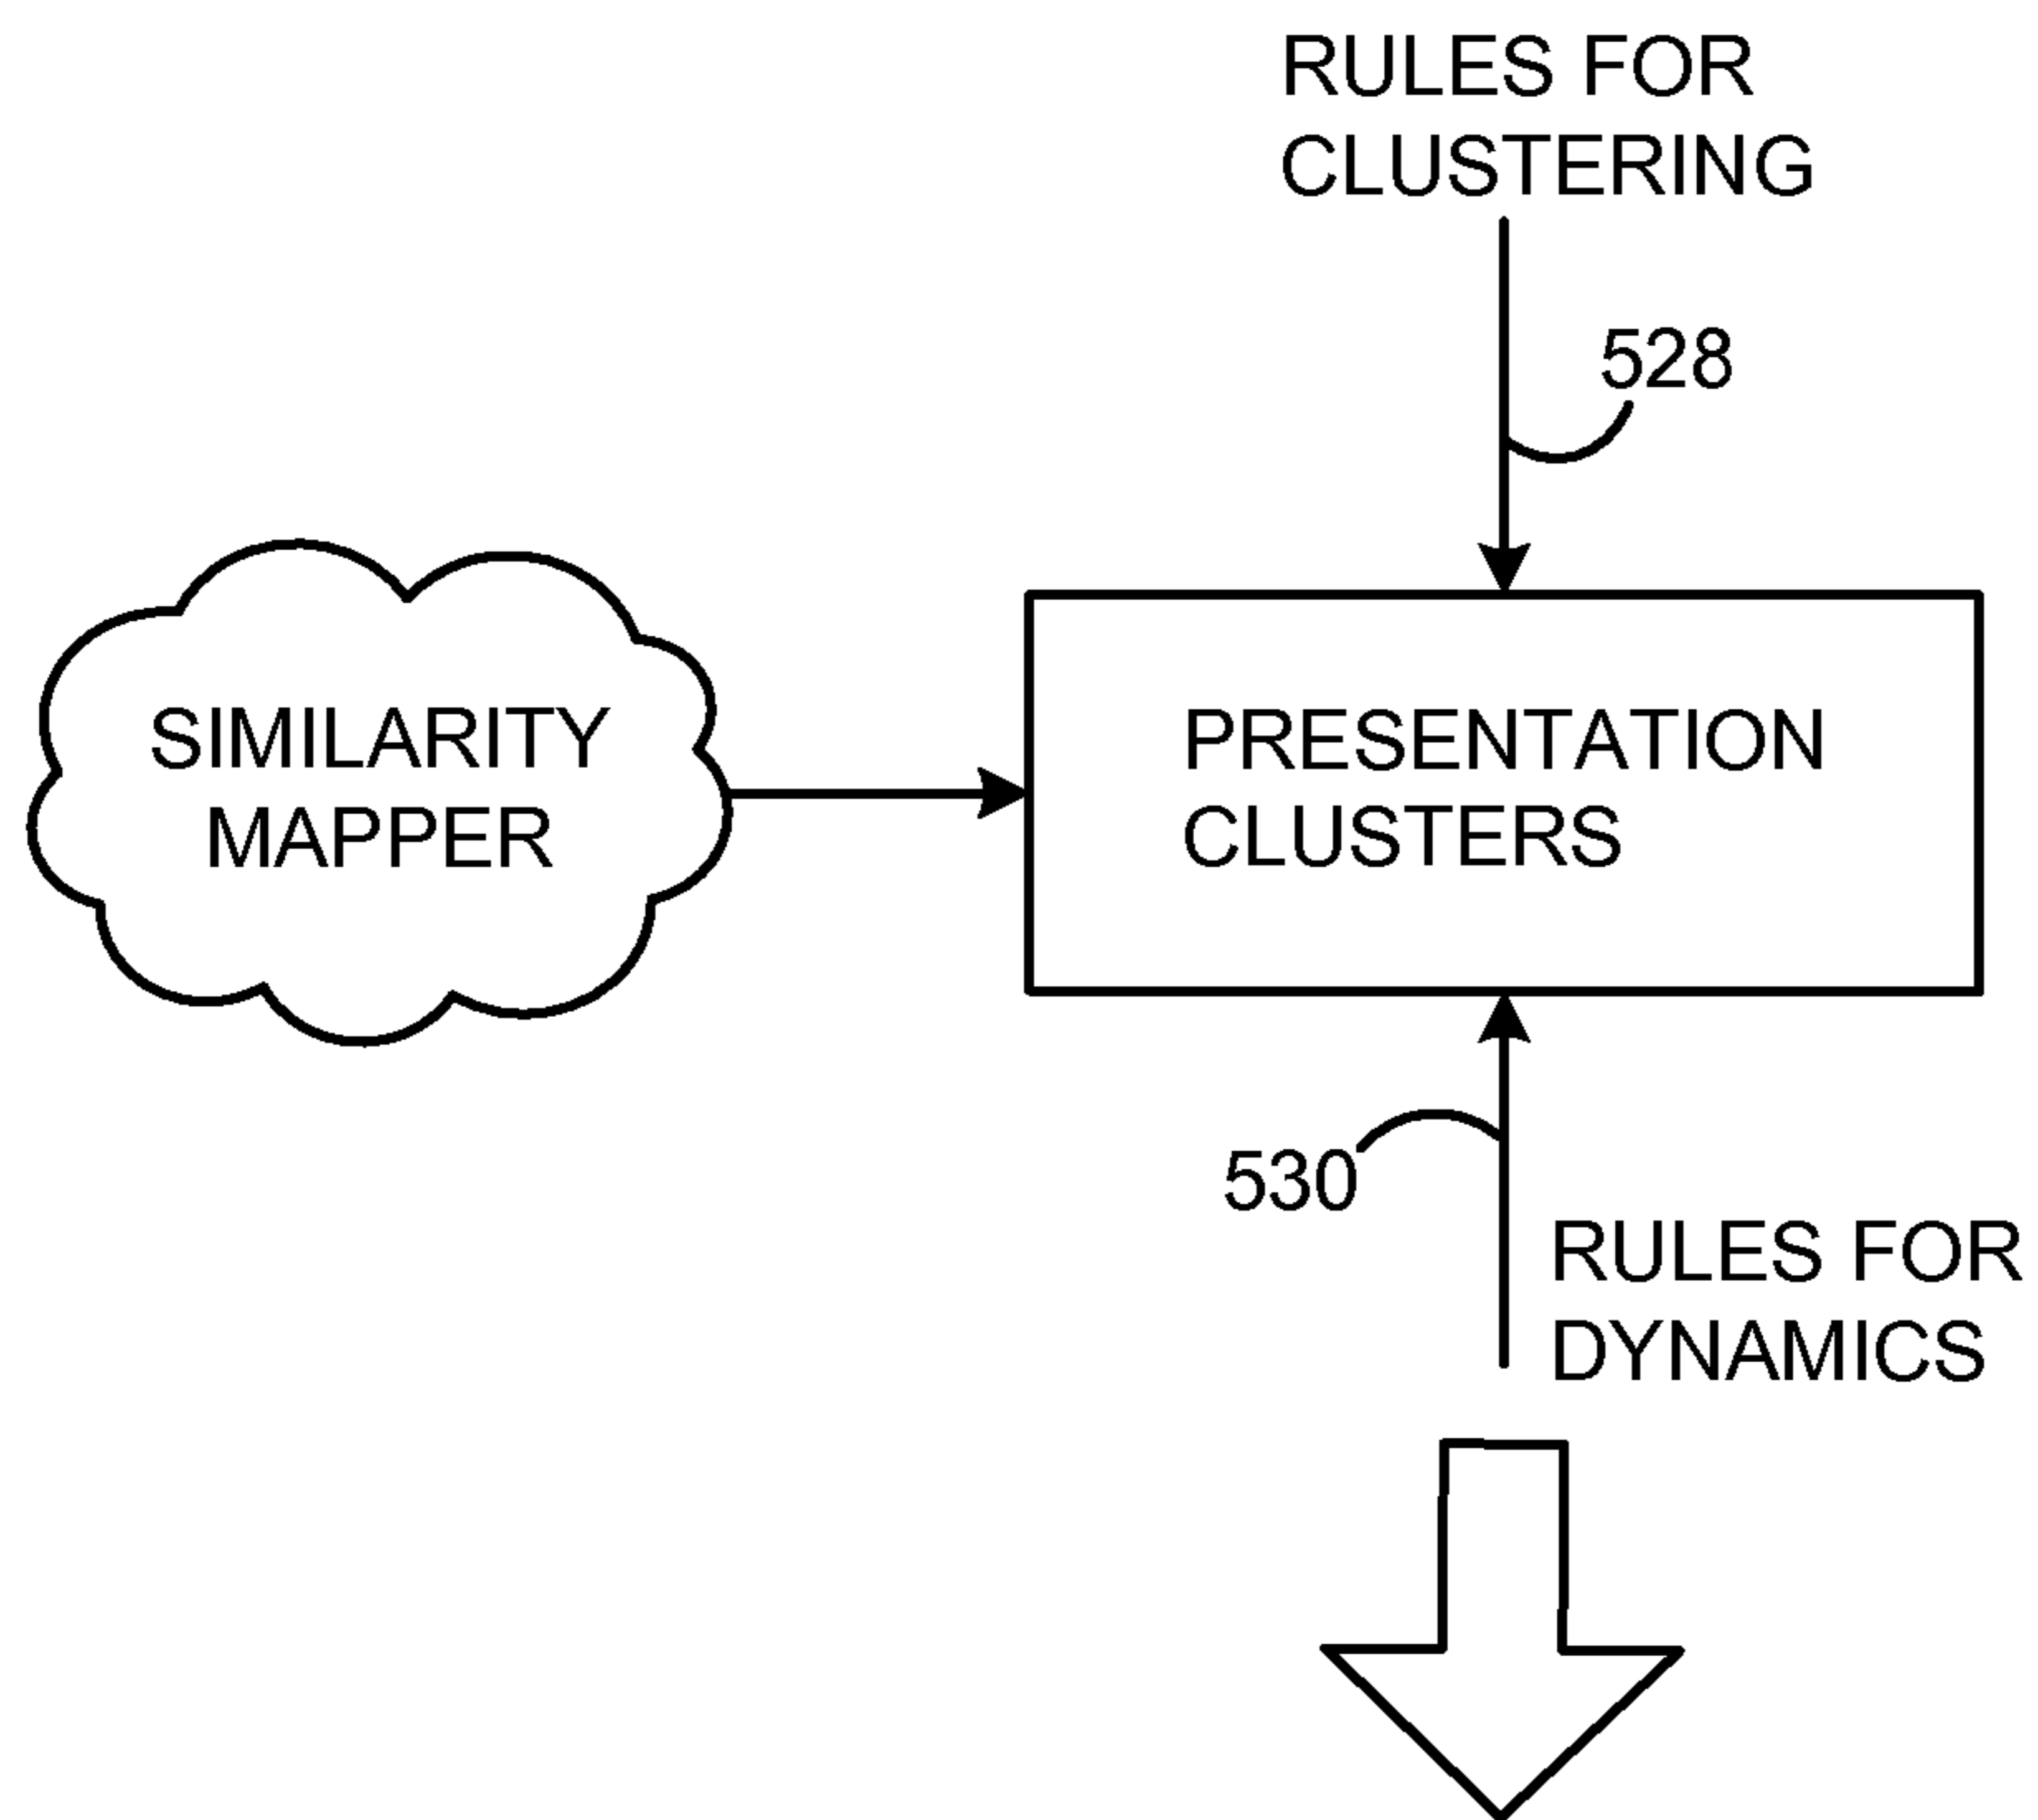 RULES FOR
CLUSTERING
528
SIMILARITY
MAPPER
PRESENTATION
CLUSTERS
530
RULES FOR
DYNAMICS